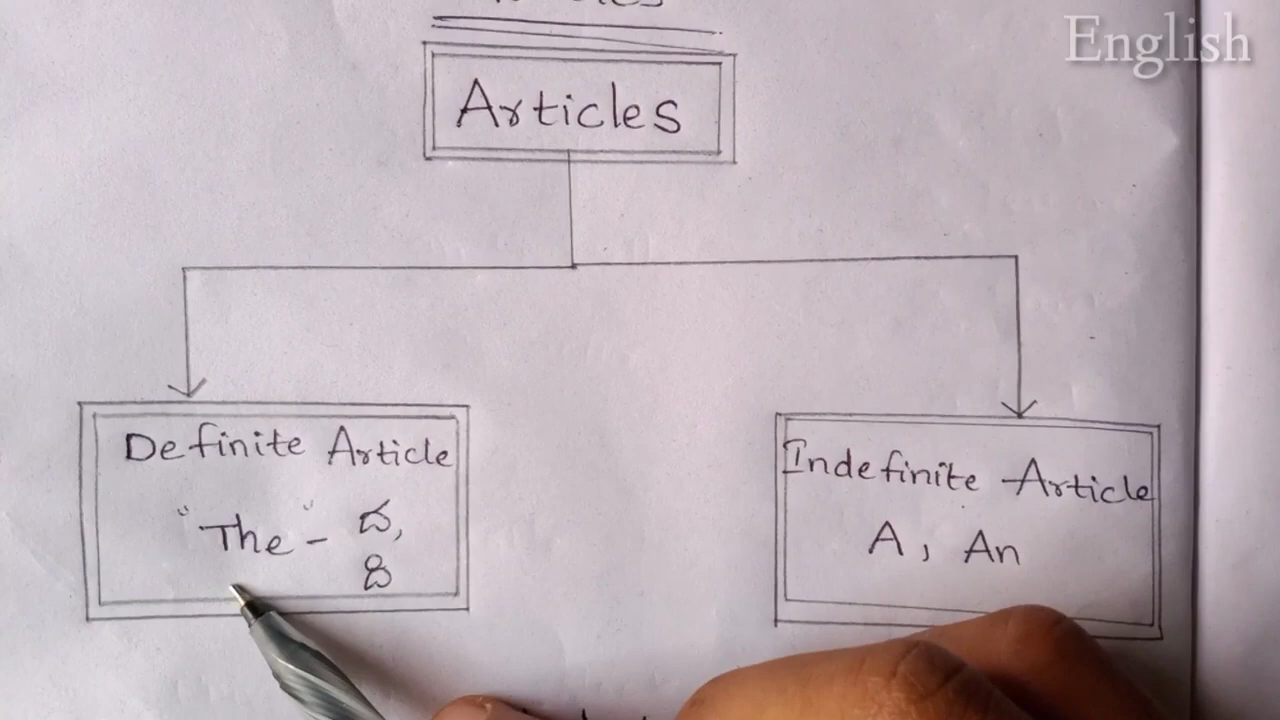 English
Articles
Definite Article
"The" - ದ,
ದಿ
Indefinite Article
A, An